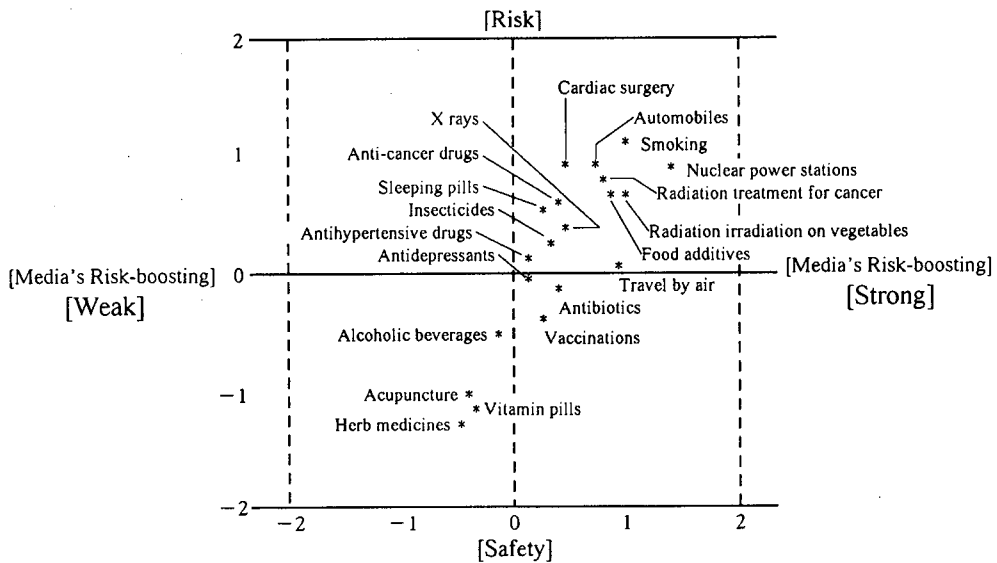 [Risk]
2
Cardiac surgery
X rays
Automobiles
Smoking
1
Anti-cancer drugs
Nuclear power stations
Sleeping pills
Radiation treatment for cancer
Insecticides
Antihypertensive drugs
Radiation irradiation on vegetables
Antidepressants
Food additives
[Media's Risk-boosting]
0
[Media's Risk-boosting]
[Weak]
Travel by air
[Strong]
Antibiotics
Alcoholic beverages
Vaccinations
−1
Acupuncture
Vitamin pills
Herb medicines
−2
−2
−1
0
1
2
[Safety]